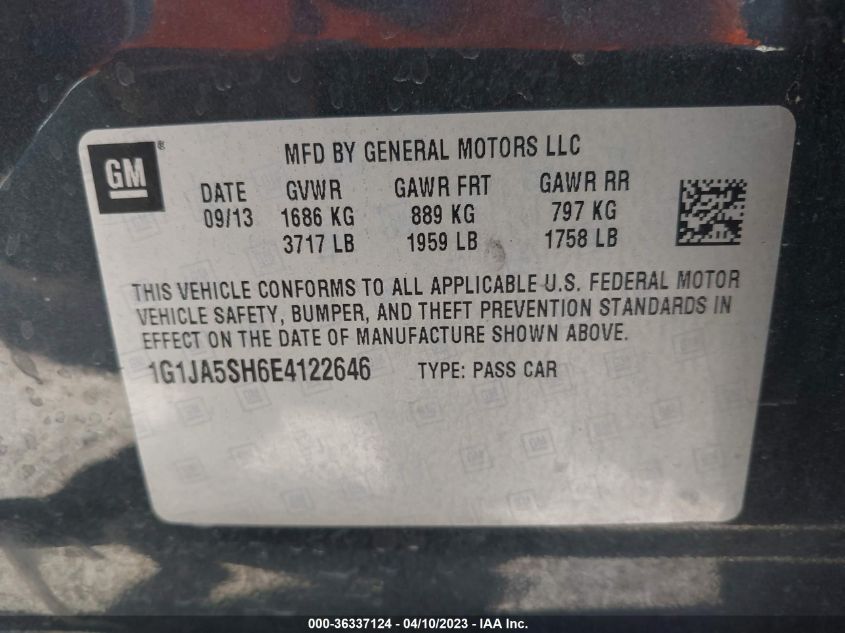 GM ®
MFD BY GENERAL MOTORS LLC
DATE GVWR GAWR FRT GAWR RR
09/13 1686 KG 889 KG 797 KG
3717 LB 1959 LB 1758 LB
THIS VEHICLE CONFORMS TO ALL APPLICABLE U.S. FEDERAL MOTOR
VEHICLE SAFETY, BUMPER, AND THEFT PREVENTION STANDARDS IN
EFFECT ON THE DATE OF MANUFACTURE SHOWN ABOVE.
1G1JA5SH6E4122646 TYPE: PASS CAR
000-36337124 - 04/10/2023 - IAA Inc.